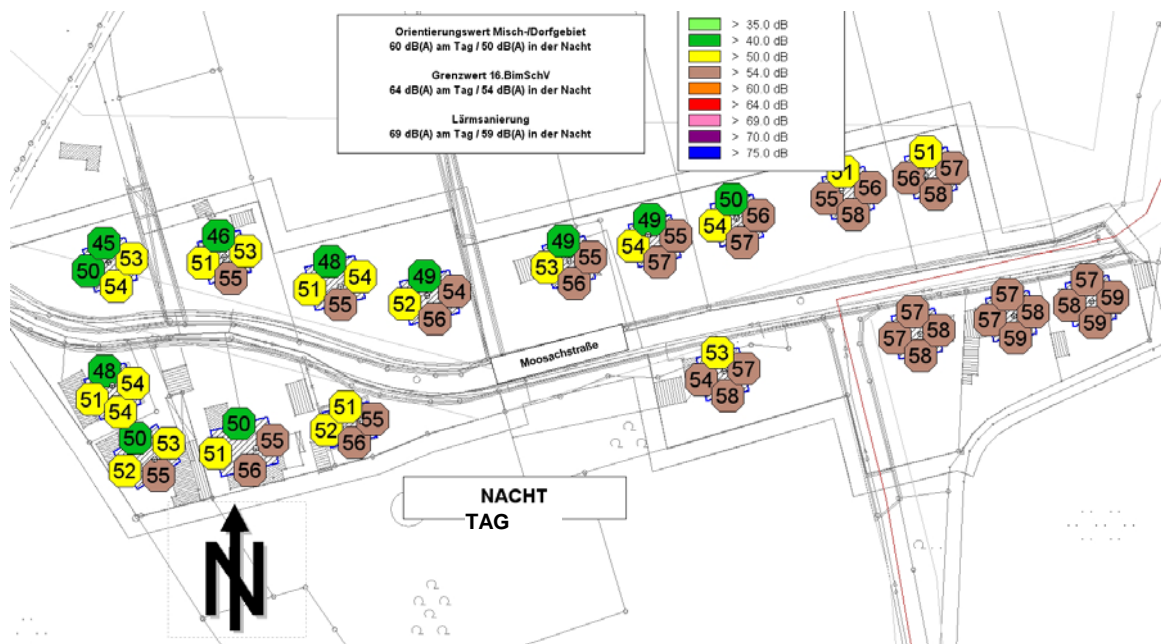 Orientierungswert Misch-/Dorfgebiet
60 dB(A) am Tag / 50 dB(A) in der Nacht
Grenzwert 16.BimSchV
64 dB(A) am Tag / 54 dB(A) in der Nacht
Lärmsanierung
69 dB(A) am Tag / 59 dB(A) in der Nacht
> 35.0 dB
> 40.0 dB
> 50.0 dB
> 54.0 dB
> 60.0 dB
> 64.0 dB
> 69.0 dB
> 70.0 dB
> 75.0 dB
45
50 53
54
46
51 53
55
48
51 54
55
49
52 54
56
49
53 55
56
49
54 55
57
50
54 56
57
51
55 56
58
51
56 57
58
Moosachstraße
48
51 54
54
50
52 53
55
50
51 55
56
51
52 55
56
53
54 57
58
57
57 58
58
57
57 58
59
57
58 59
59
NACHT
TAG
N